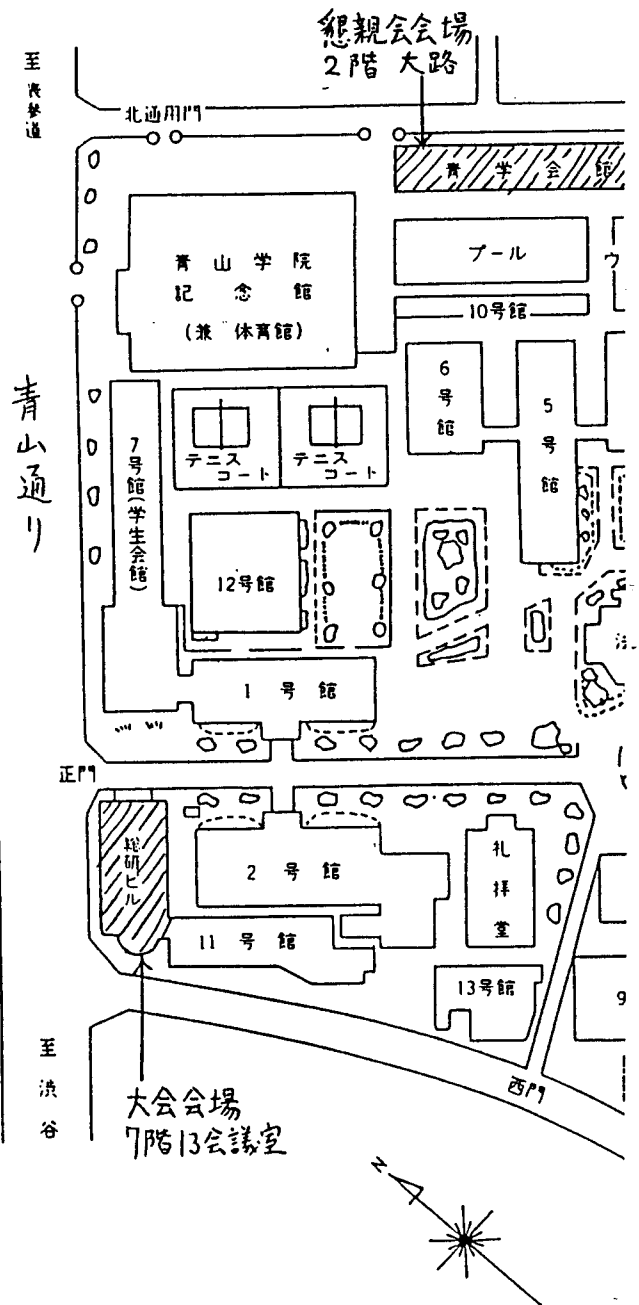 懇親会会場
2階 大路
至 表参道
北通用門
青学会館
プール
ウ
青山学院
記念館
(兼 体育館)
10号館
6号館
5号館
青山通り
7号館(学生会館)
テニス
コート
テニス
コート
12号館
1号館
正門
総研ビル
2号館
礼拝堂
11号館
13号館
9
西門
至 渋谷
大会会場
7階13会議室
N